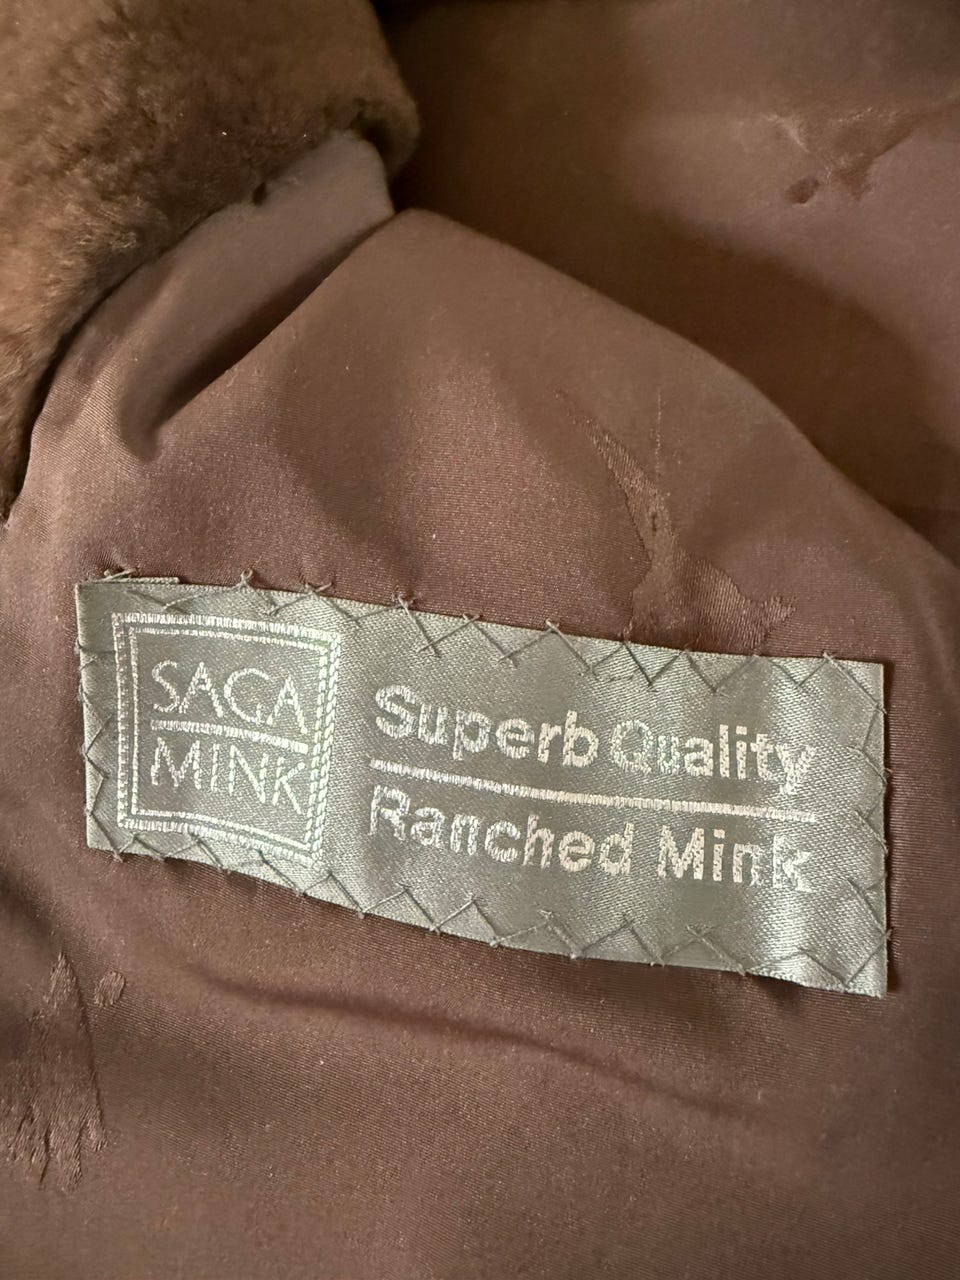 SAGA
MINK
Superb Quality
Ranched Mink